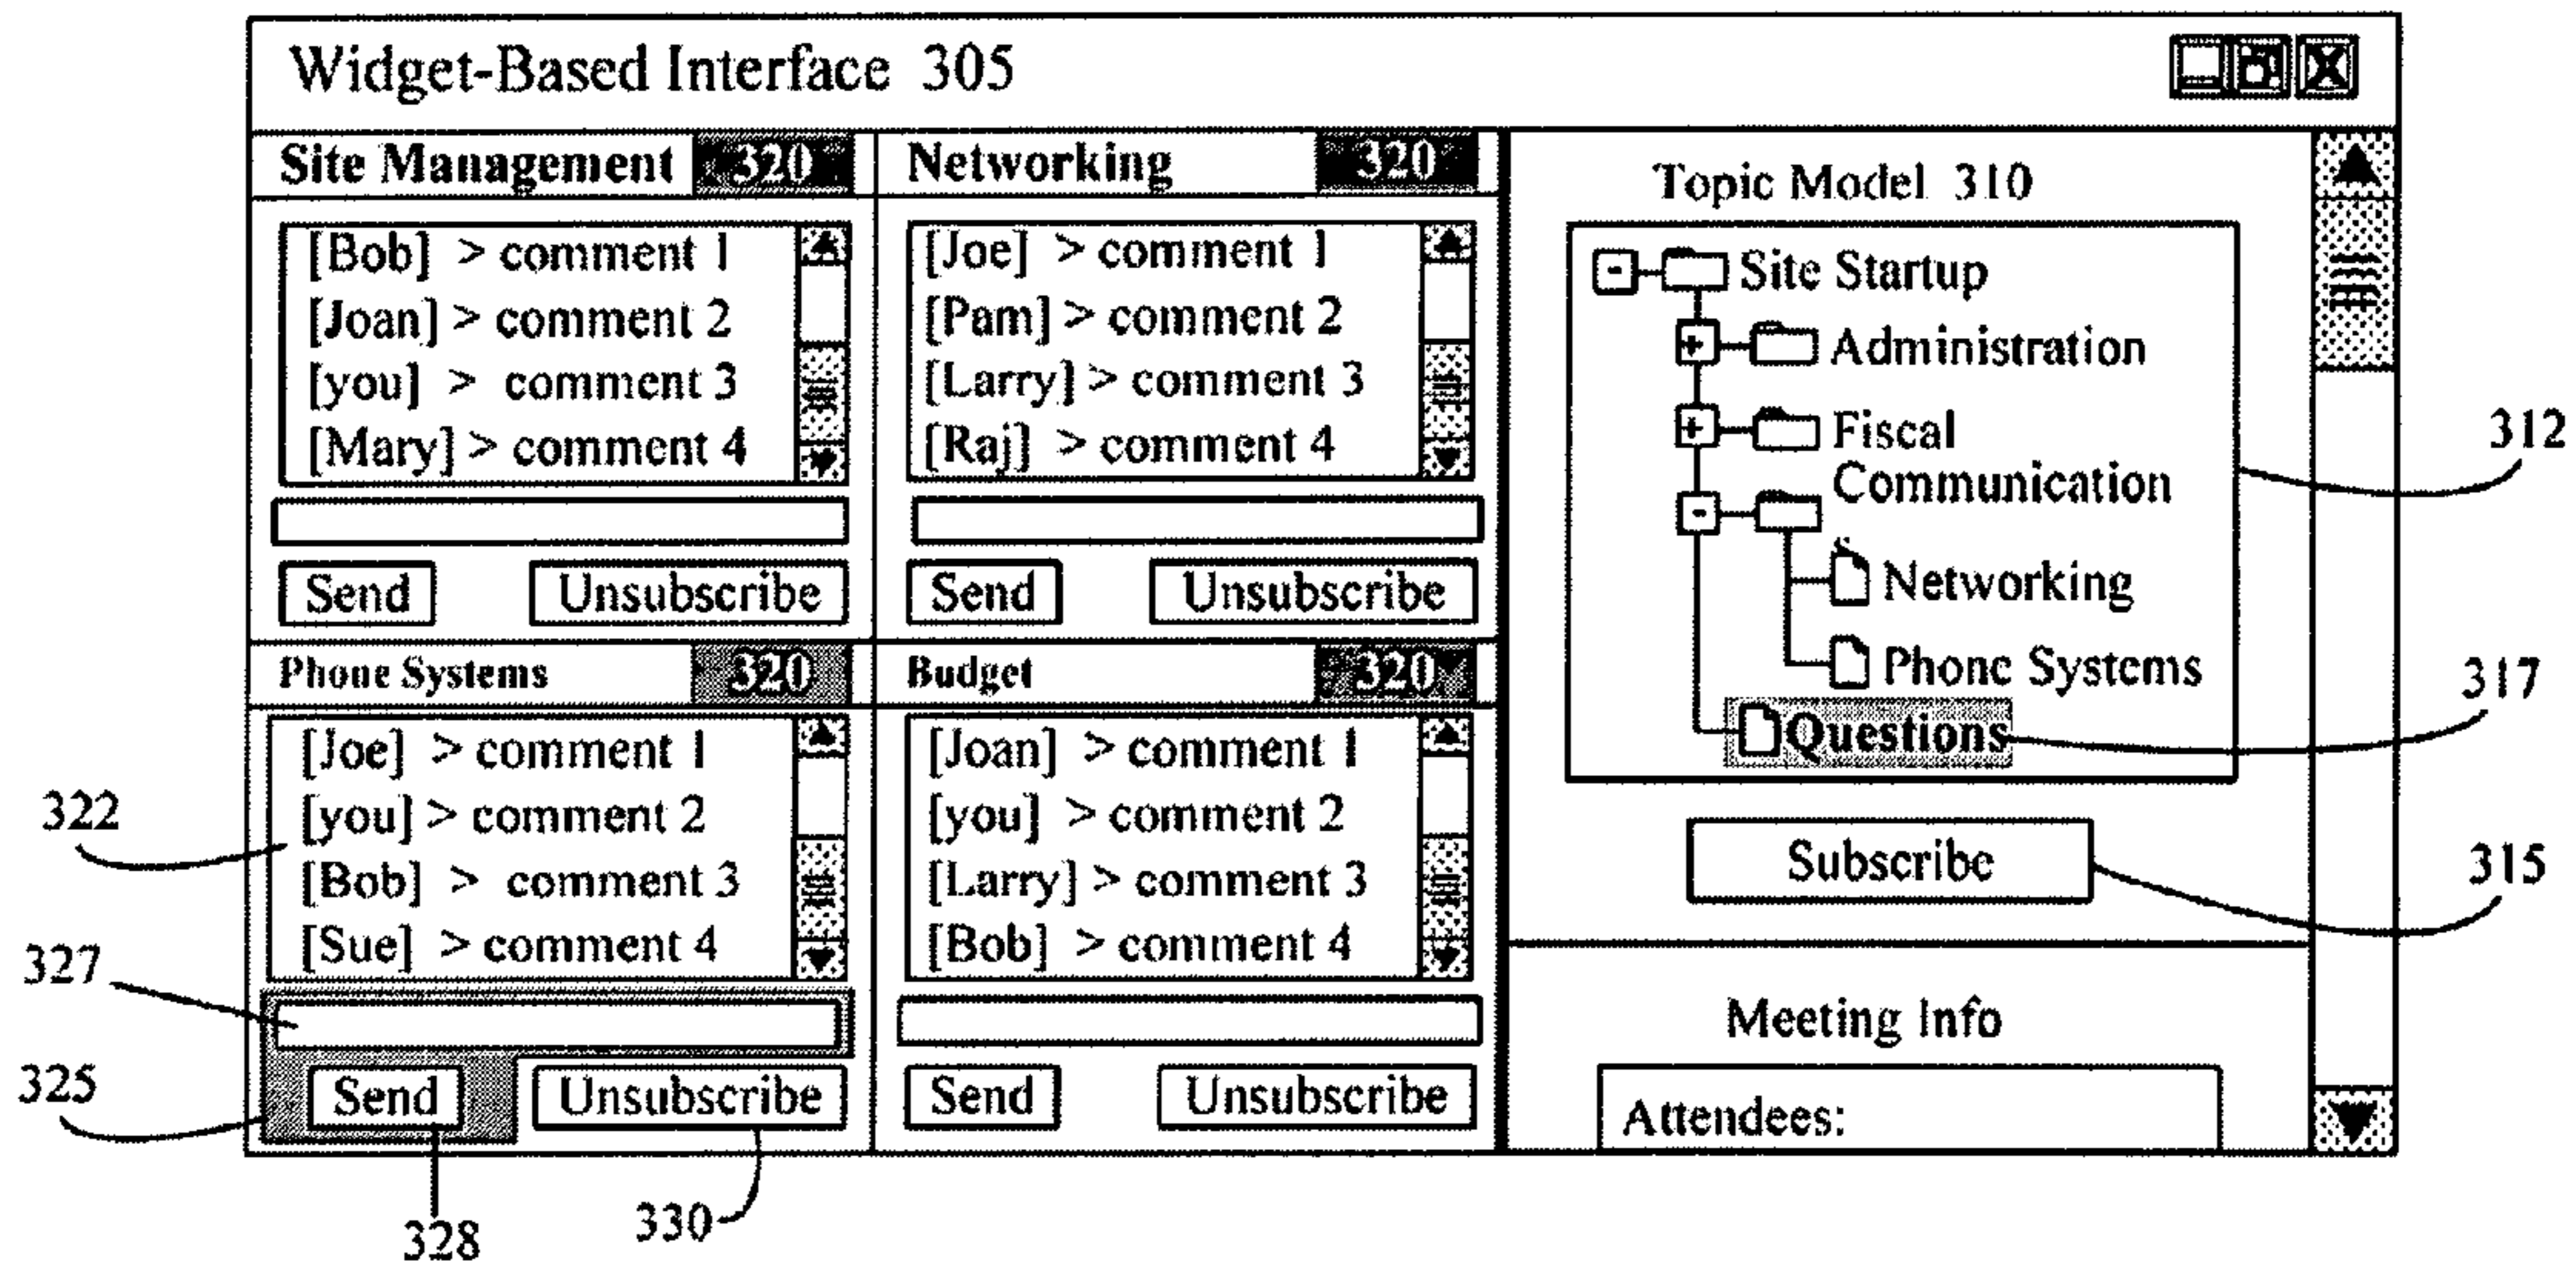 Widget-Based Interface 305
Site Management 320
[Bob] > comment 1
[Joan] > comment 2
[you] > comment 3
[Mary] > comment 4
Send Unsubscribe
Networking 320
[Joe] > comment 1
[Pam] > comment 2
[Larry] > comment 3
[Raj] > comment 4
Send Unsubscribe
Phone Systems 320
[Joe] > comment 1
[you] > comment 2
[Bob] > comment 3
[Sue] > comment 4
Send Unsubscribe
Budget 320
[Joan] > comment 1
[you] > comment 2
[Larry] > comment 3
[Bob] > comment 4
Send Unsubscribe
Topic Model 310
Site Startup
Administration
Fiscal
Communication
Networking
Phone Systems
Questions
Subscribe
Meeting Info
Attendees:
312
317
315
322
327
325
328
330